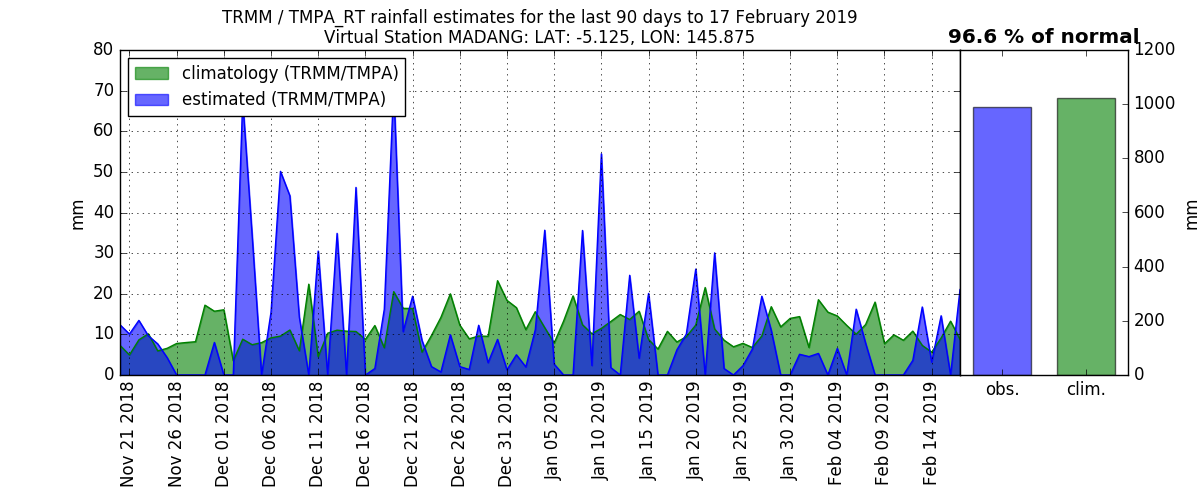 TRMM / TMPA_RT rainfall estimates for the last 90 days to 17 February 2019
Virtual Station MADANG: LAT: -5.125, LON: 145.875
96.6 % of normal
climatology (TRMM/TMPA)
estimated (TRMM/TMPA)
80
70
60
50
40
30
20
10
0
mm
Nov 21 2018
Nov 26 2018
Dec 01 2018
Dec 06 2018
Dec 11 2018
Dec 16 2018
Dec 21 2018
Dec 26 2018
Dec 31 2018
Jan 05 2019
Jan 10 2019
Jan 15 2019
Jan 20 2019
Jan 25 2019
Jan 30 2019
Feb 04 2019
Feb 09 2019
Feb 14 2019
obs.
clim.
1200
1000
800
600
400
200
0
mm